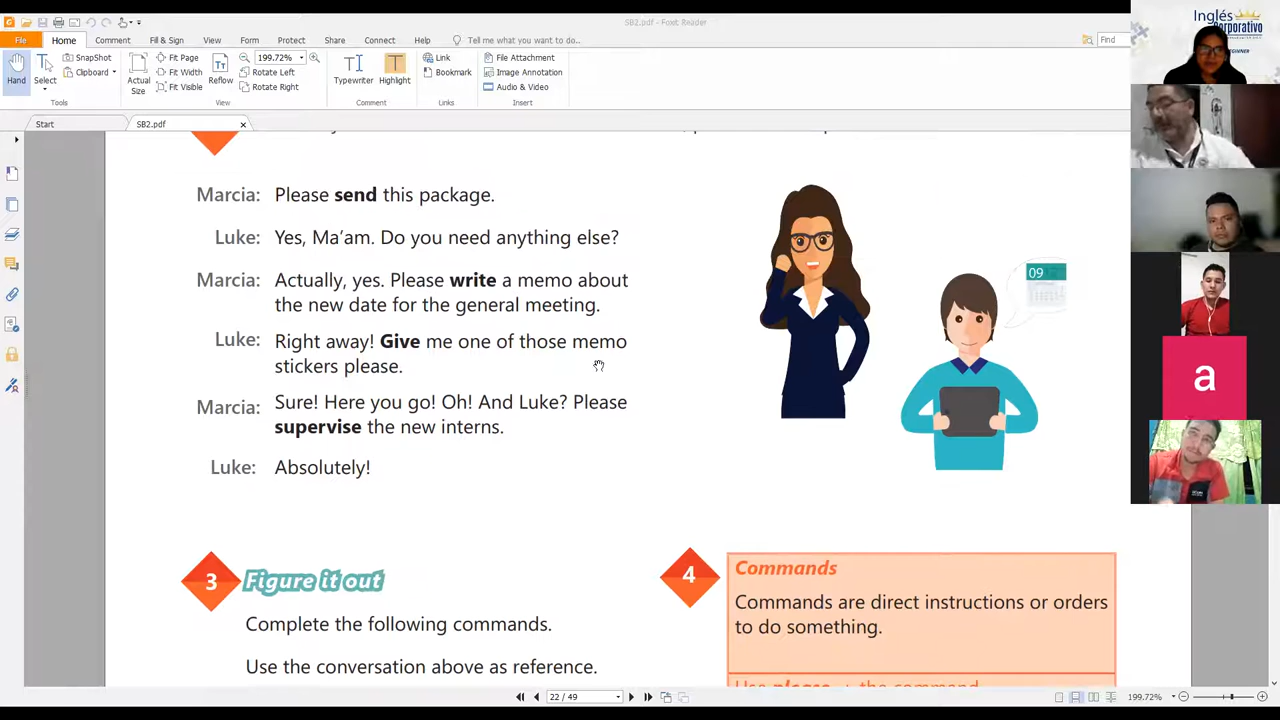 SB2.pdf - Foxit Reader
File Home Comment Fill & Sign View Form Protect Share Connect Help Tell me what you want to do.. Find
Hand
Select
SnapShot
Clipboard
Tools
Actual
Size
Fit Page
Fit Width
Fit Visible
Reflow
199.72%
Rotate Left
Rotate Right
View
Typewriter
Highlight
Comment
Link
Bookmark
Links
File Attachment
Image Annotation
Audio & Video
Insert
Start SB2.pdf
Marcia: Please send this package.
Luke: Yes, Ma'am. Do you need anything else?
Marcia: Actually, yes. Please write a memo about
the new date for the general meeting.
Luke: Right away! Give me one of those memo
stickers please.
Marcia: Sure! Here you go! Oh! And Luke? Please
supervise the new interns.
Luke: Absolutely!
09
3 Figure it out
Complete the following commands.
Use the conversation above as reference.
4 Commands
Commands are direct instructions or orders
to do something.
Use please + the command
22 / 49
199.72%
Inglés
Corporativo
a